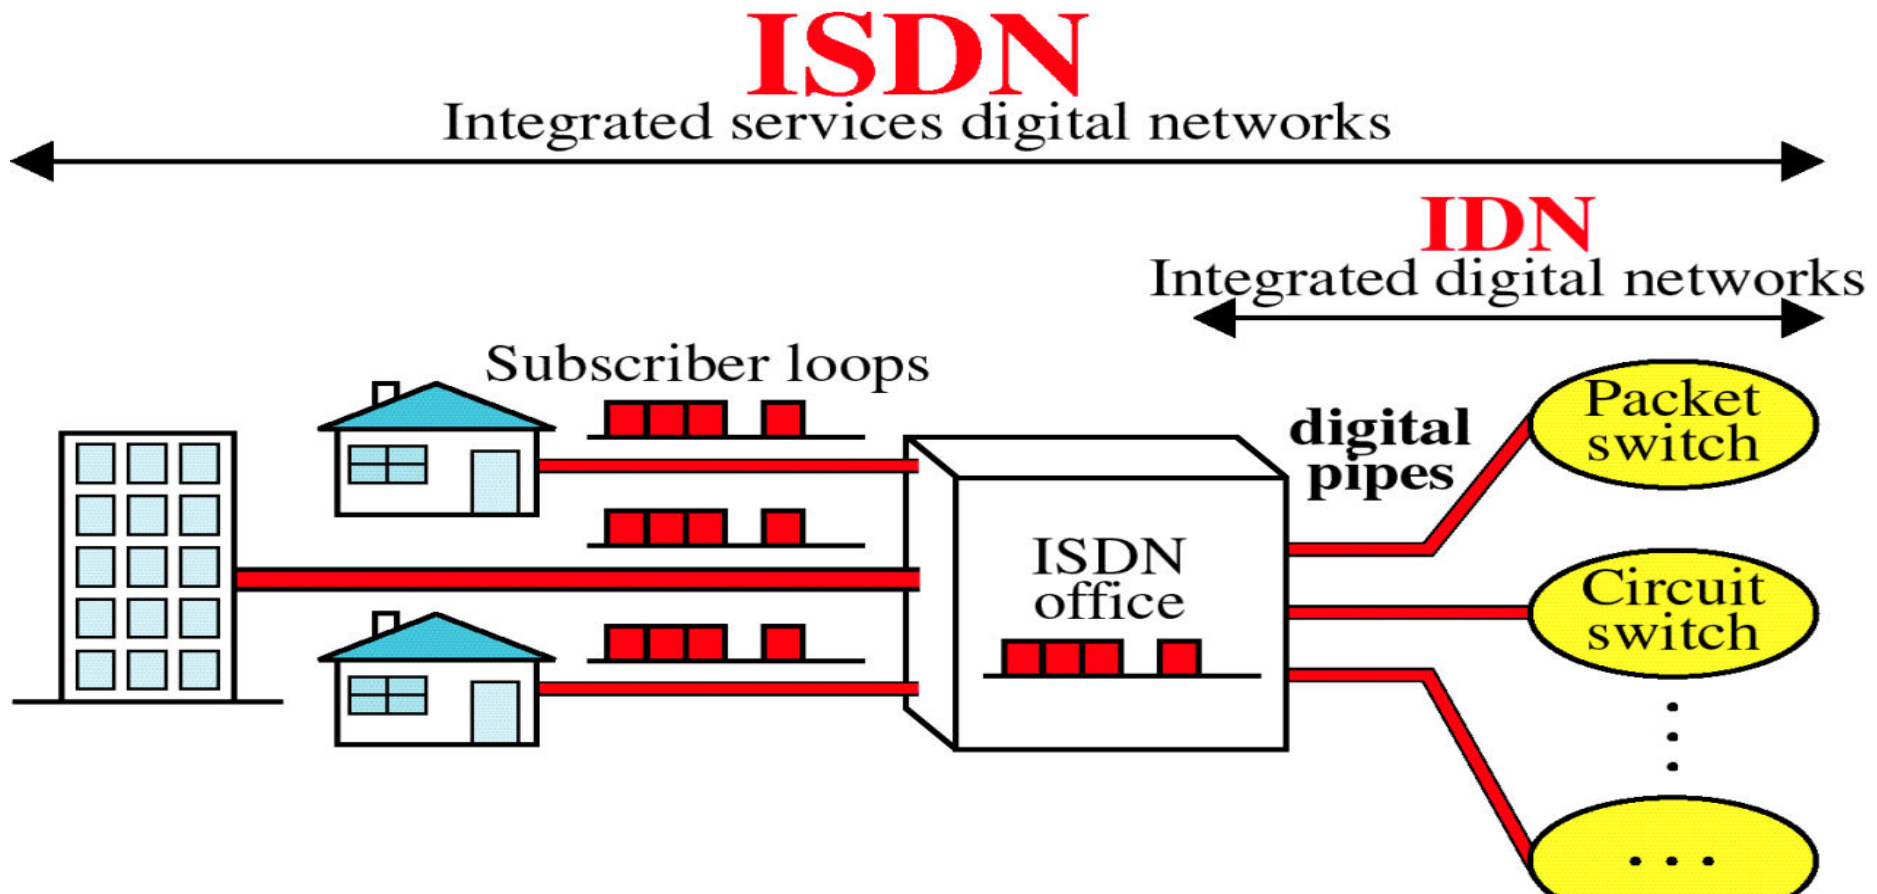 ISDN
Integrated services digital networks
IDN
Integrated digital networks
Subscriber loops
digital
pipes
Packet
switch
ISDN
office
Circuit
switch
. . .